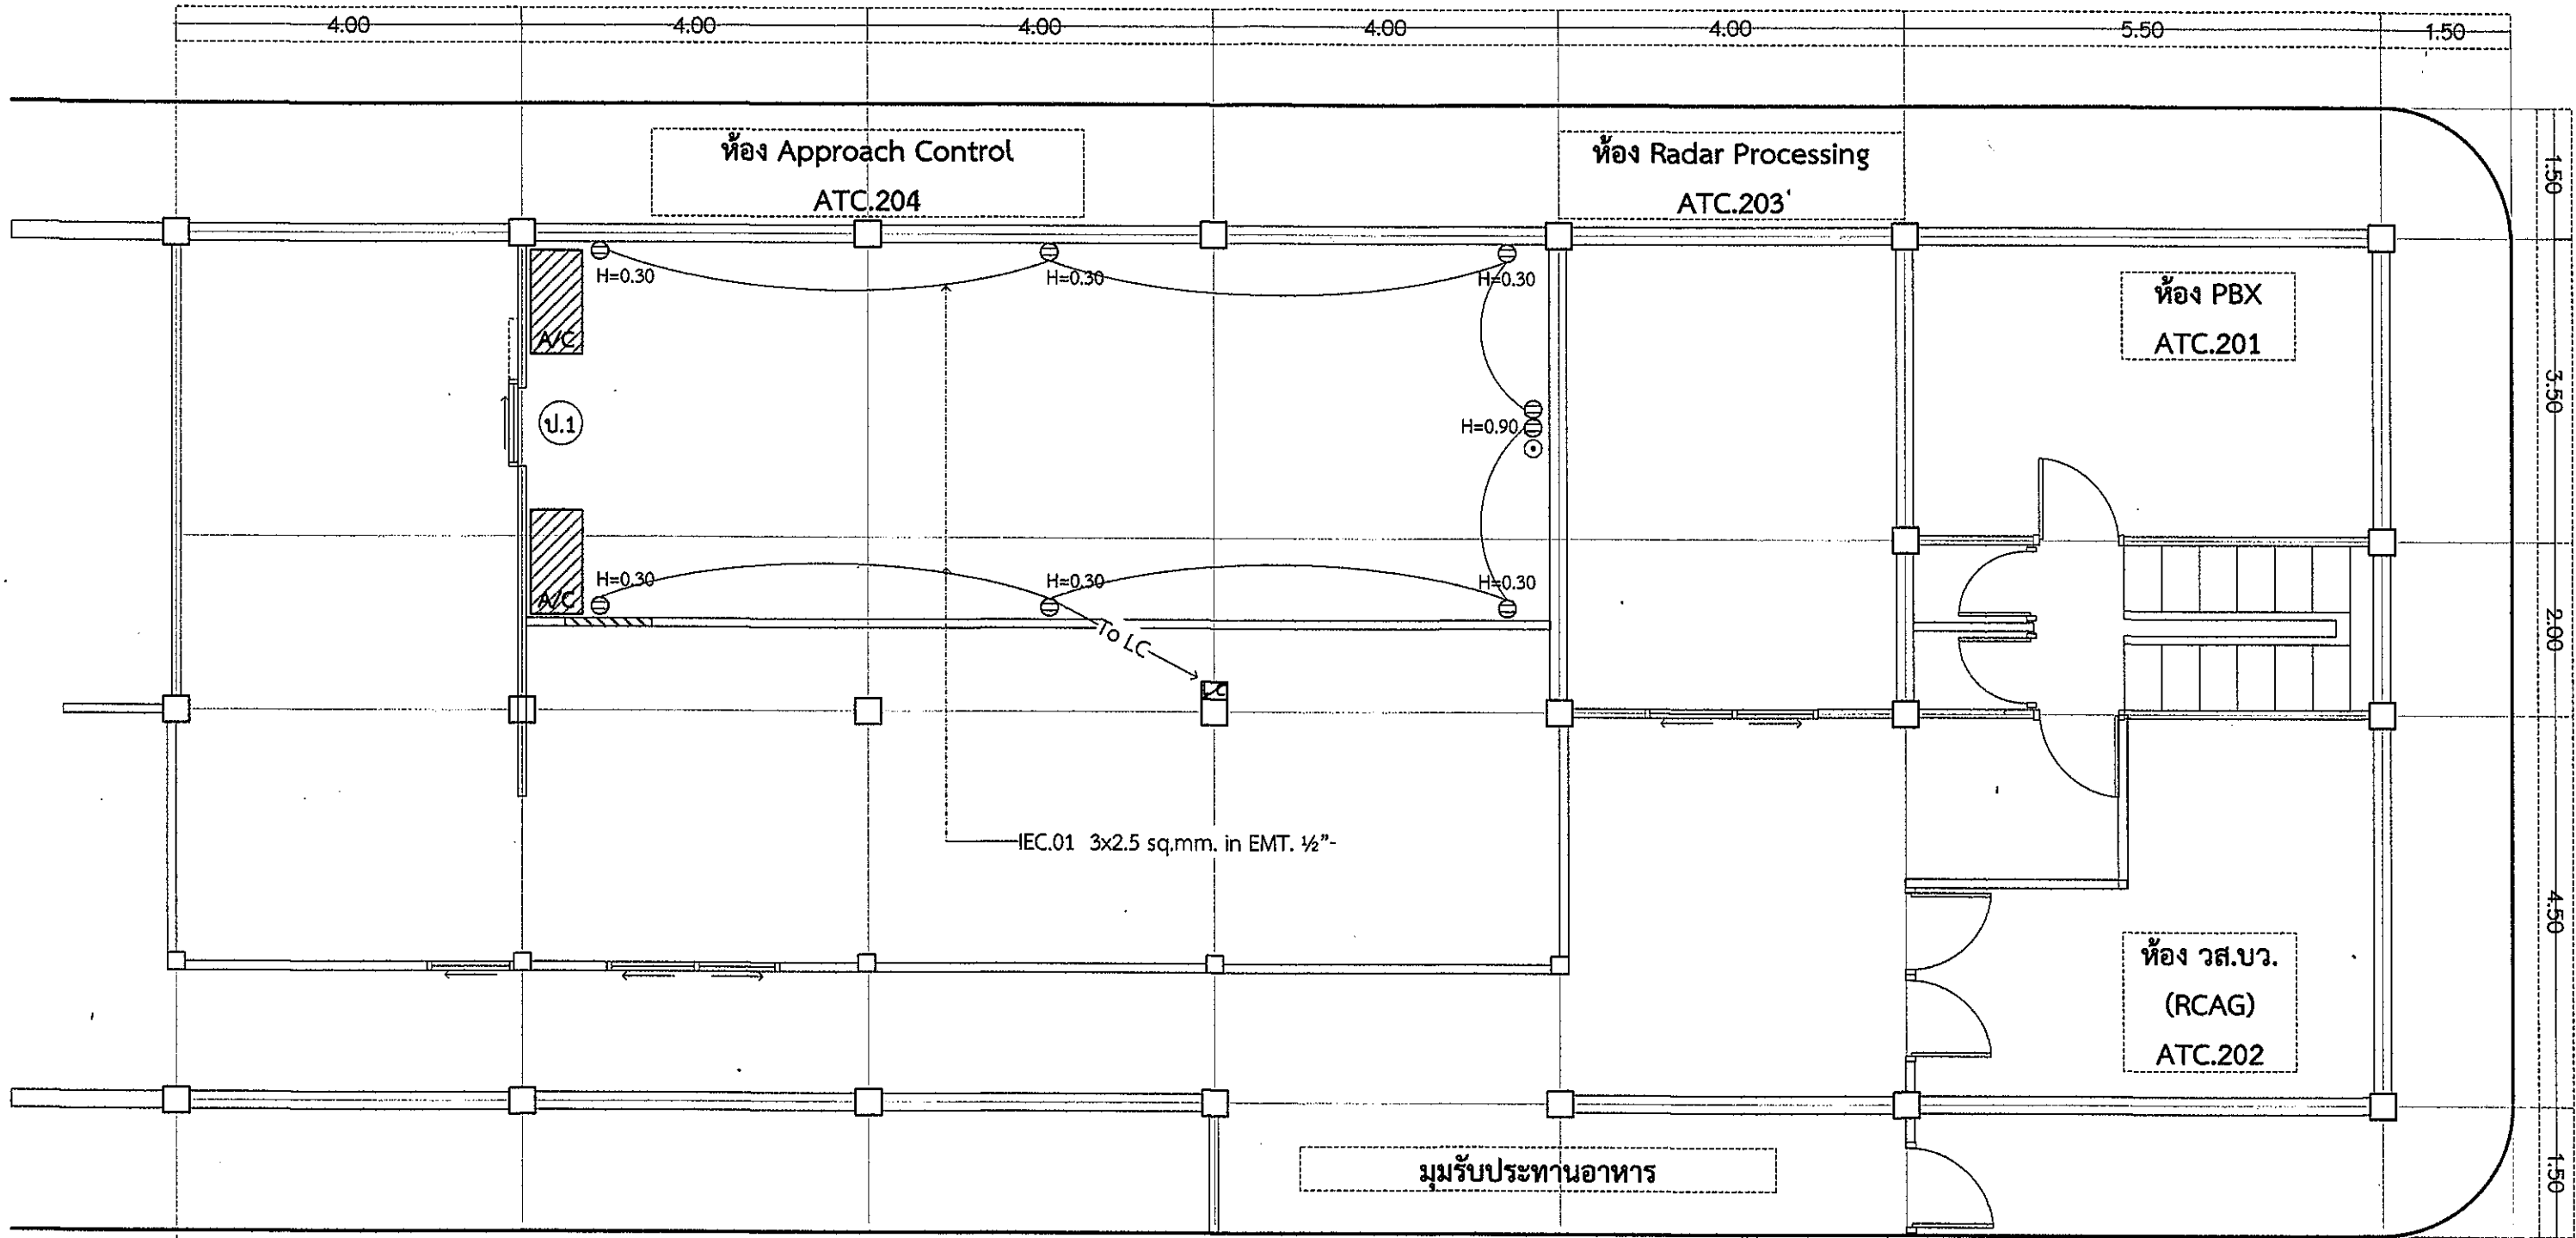 4.00
4.00
4.00
4.00
4.00
5.50
1.50
ห้อง Approach Control
ATC.204
ห้อง Radar Processing
ATC.203
1.50
H=0.30
H=0.30
H=0.30
A/C
ห้อง PBX
ATC.201
3.50
ป.1
H=0.90
H=0.30
H=0.30
H=0.30
A/C
To LC
2.00
LC
IEC.01 3x2.5 sq.mm. in EMT. ½"-
4.50
ห้อง วส.บว.
(RCAG)
ATC.202
มุมรับประทานอาหาร
1.50